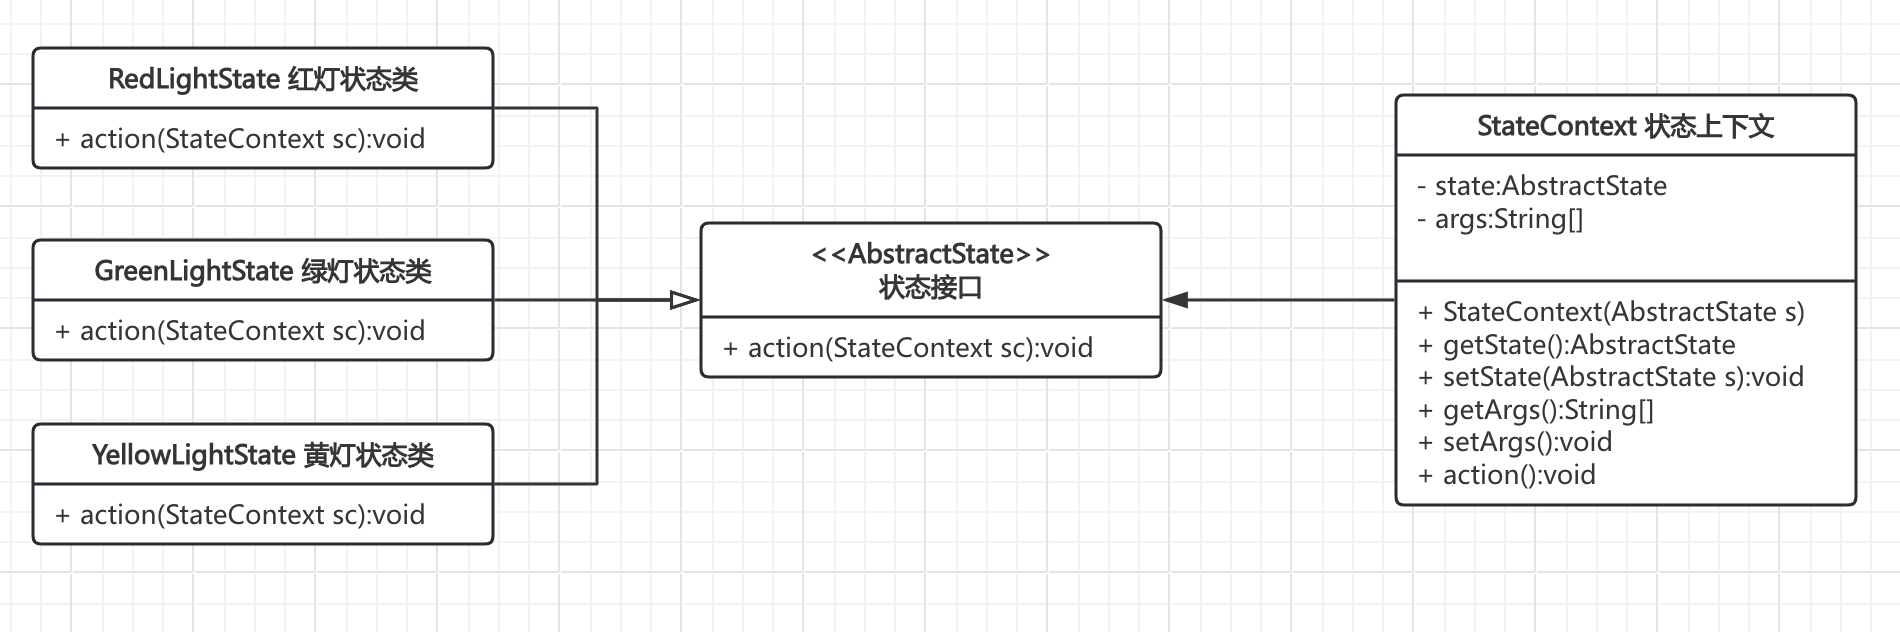 RedLightState 红灯状态类
+ action(StateContext sc):void
GreenLightState 绿灯状态类
+ action(StateContext sc):void
YellowLightState 黄灯状态类
+ action(StateContext sc):void
<<AbstractState>>
状态接口
+ action(StateContext sc):void
StateContext 状态上下文
- state:AbstractState
- args:String[]
+ StateContext(AbstractState s)
+ getState():AbstractState
+ setState(AbstractState s):void
+ getArgs():String[]
+ setArgs():void
+ action():void